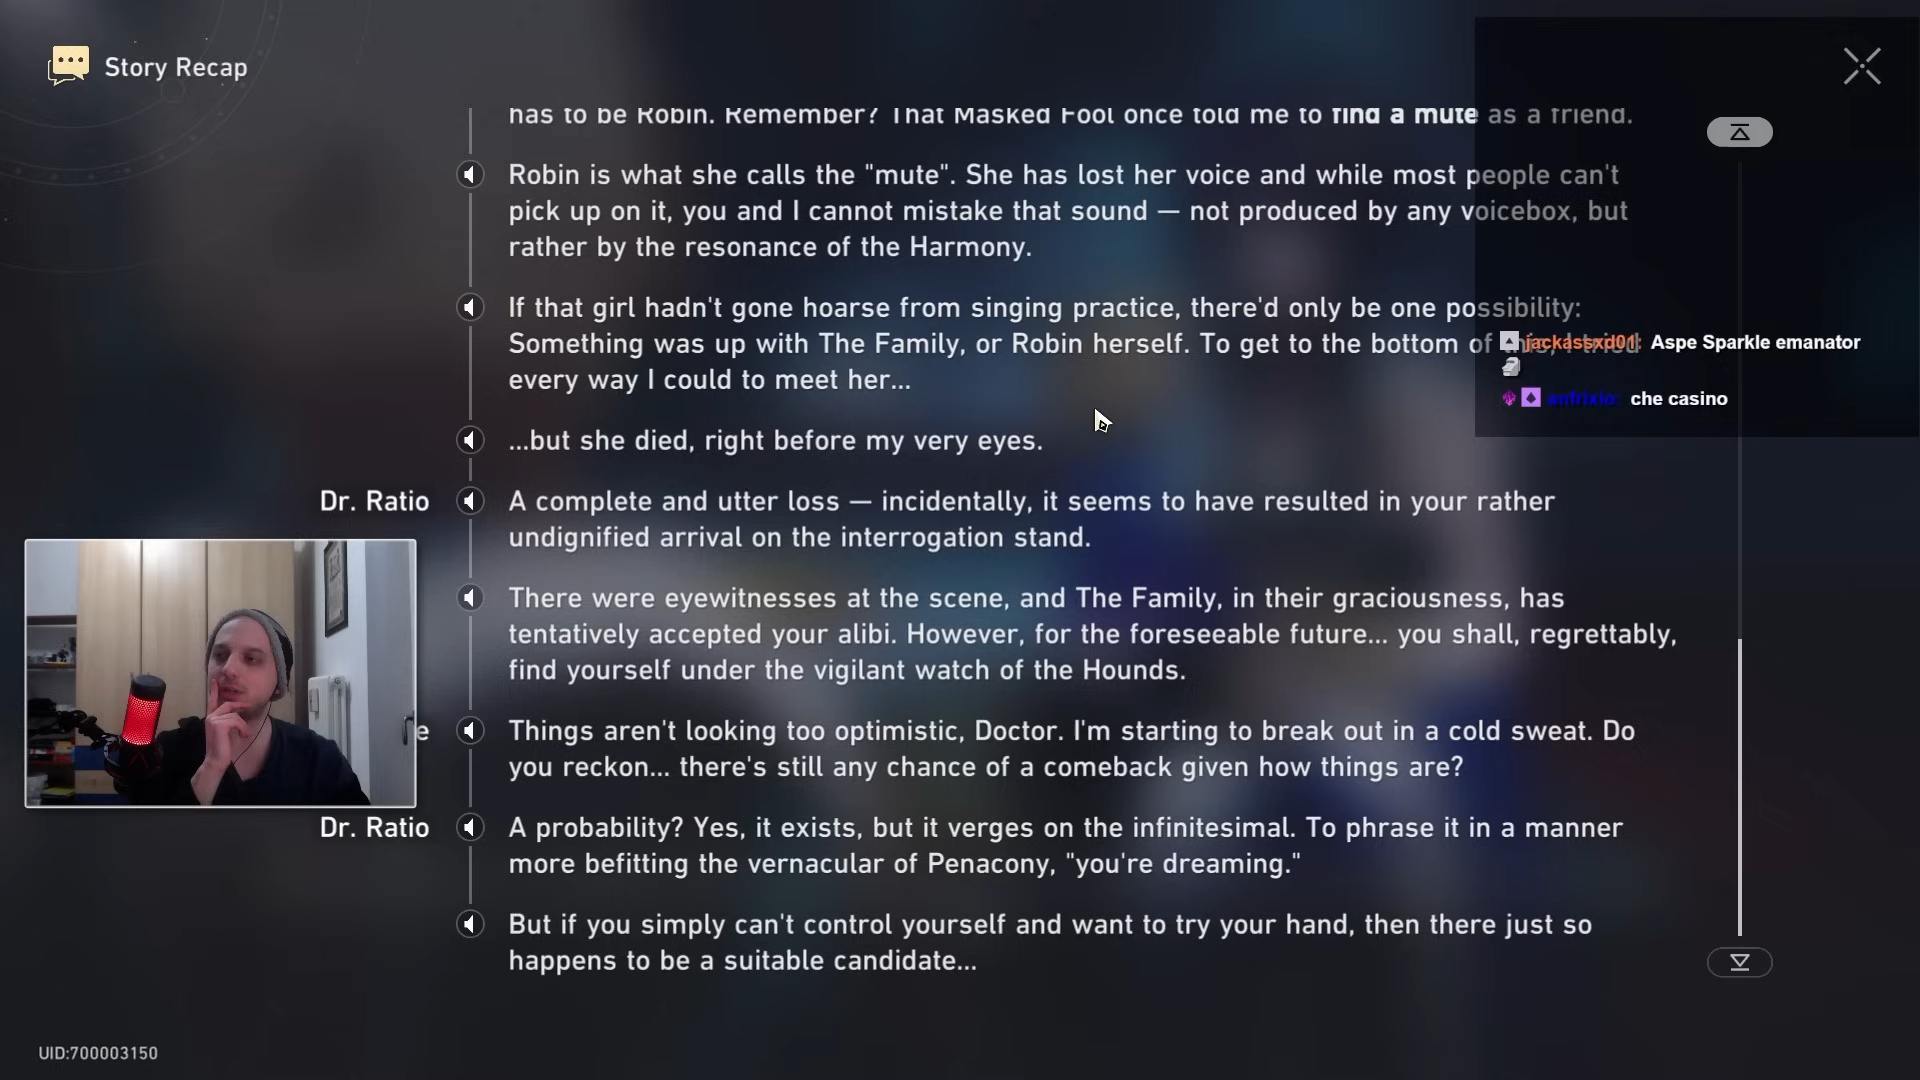 Story Recap
has to be Robin. Remember? That Masked Fool once told me to find a mute as a friend.
Robin is what she calls the "mute". She has lost her voice and while most people can't
pick up on it, you and I cannot mistake that sound — not produced by any voicebox, but
rather by the resonance of the Harmony.
If that girl hadn't gone hoarse from singing practice, there'd only be one possibility:
Something was up with The Family, or Robin herself. To get to the bottom of this, I tried
every way I could to meet her...
jackassxd01: Aspe Sparkle emanator
anfrixio: che casino
...but she died, right before my very eyes.
Dr. Ratio
A complete and utter loss — incidentally, it seems to have resulted in your rather
undignified arrival on the interrogation stand.
There were eyewitnesses at the scene, and The Family, in their graciousness, has
tentatively accepted your alibi. However, for the foreseeable future... you shall, regrettably,
find yourself under the vigilant watch of the Hounds.
e
Things aren't looking too optimistic, Doctor. I'm starting to break out in a cold sweat. Do
you reckon... there's still any chance of a comeback given how things are?
Dr. Ratio
A probability? Yes, it exists, but it verges on the infinitesimal. To phrase it in a manner
more befitting the vernacular of Penacony, "you're dreaming."
But if you simply can't control yourself and want to try your hand, then there just so
happens to be a suitable candidate...
UID:700003150